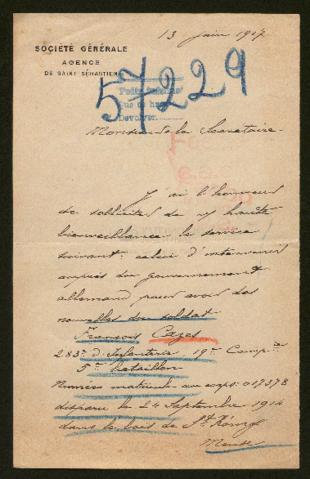 13 juin 1917
SOCIÉTÉ GÉNÉRALE
AGENCE
DE SAINT SÉBASTIEN
57229
Monsieur le Secrétaire
J'ai l'honneur
de solliciter de haute
bienveillance le service
suivant: celui d'intervenir
auprès du gouvernement
allemand pour avoir des
nouvelles du soldat
François Cazes
283e d'Infanterie 19e Compie
5e bataillon
Numéro matricule au corps: 017378
disparu le 24 Septembre 1914
dans le bois de St Rémy
Meuse